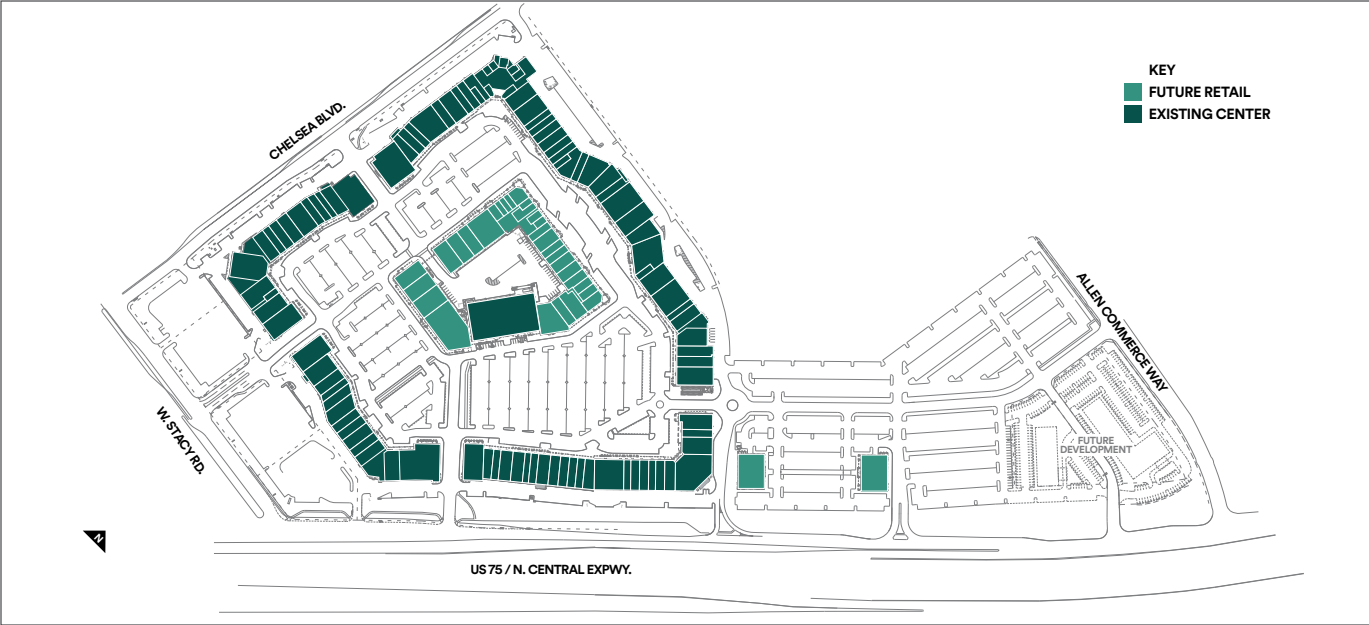 KEY
FUTURE RETAIL
EXISTING CENTER
CHELSEA BLVD.
ALLEN COMMERCE WAY
W. STACY RD.
FUTURE
DEVELOPMENT
N
US 75 / N. CENTRAL EXPWY.